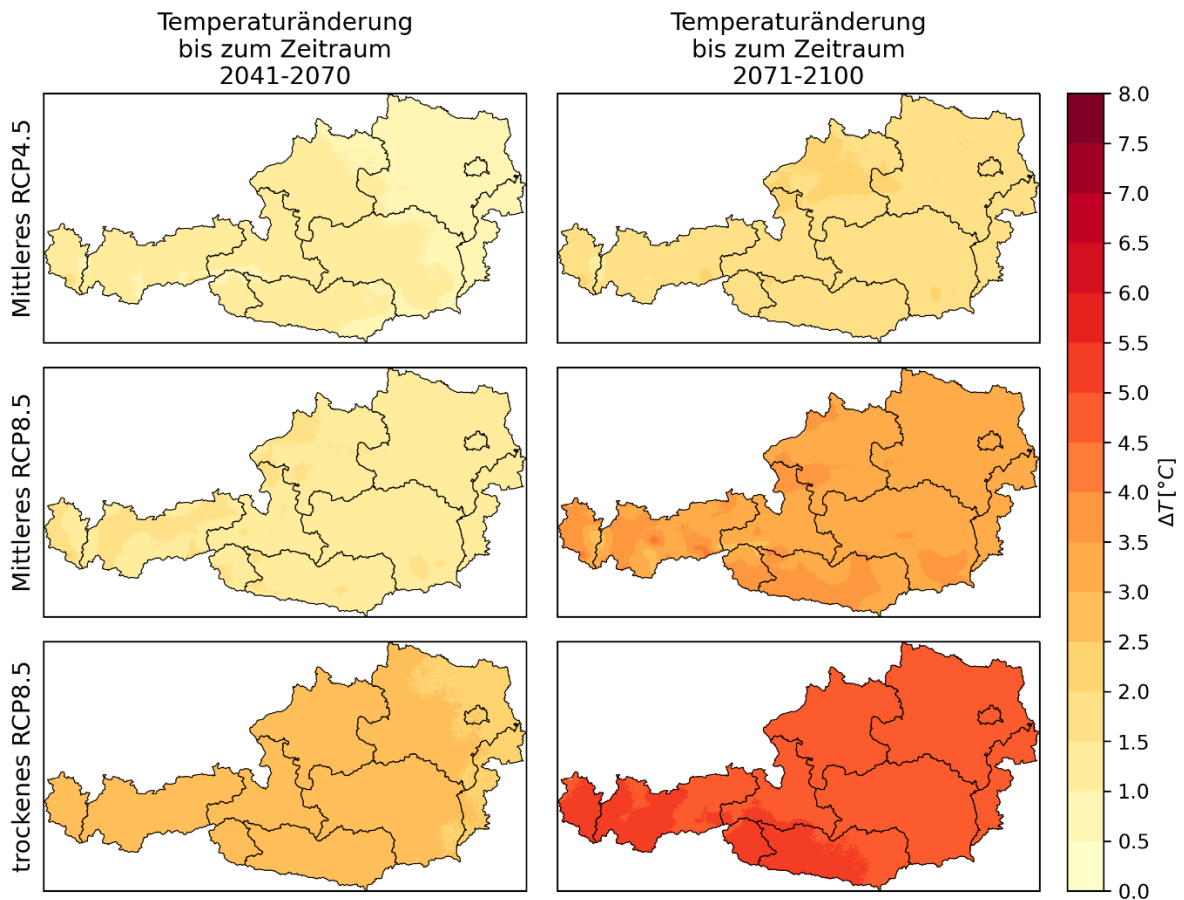 Temperaturänderung
bis zum Zeitraum
2041-2070
Temperaturänderung
bis zum Zeitraum
2071-2100
Mittleres RCP4.5
Mittleres RCP8.5
trockenes RCP8.5
8.0
7.5
7.0
6.5
6.0
5.5
5.0
4.5
4.0
3.5
3.0
2.5
2.0
1.5
1.0
0.5
0.0
ΔT[°C]